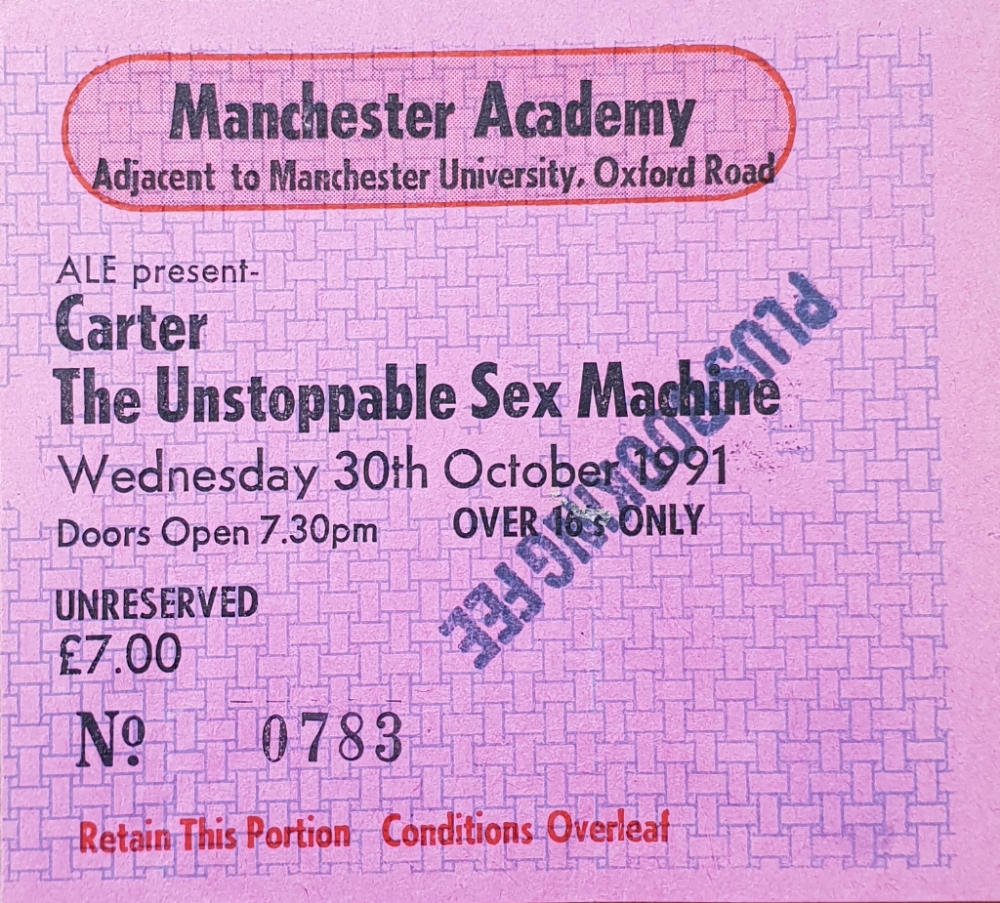 Manchester Academy
Adjacent to Manchester University, Oxford Road
ALE present-
Carter
The Unstoppable Sex Machine
Wednesday 30th October 1991
Doors Open 7.30pm OVER 16's ONLY
UNRESERVED
£7.00
Nº 0783
Retain This Portion Conditions Overleaf
PLUS BOOKING FEE